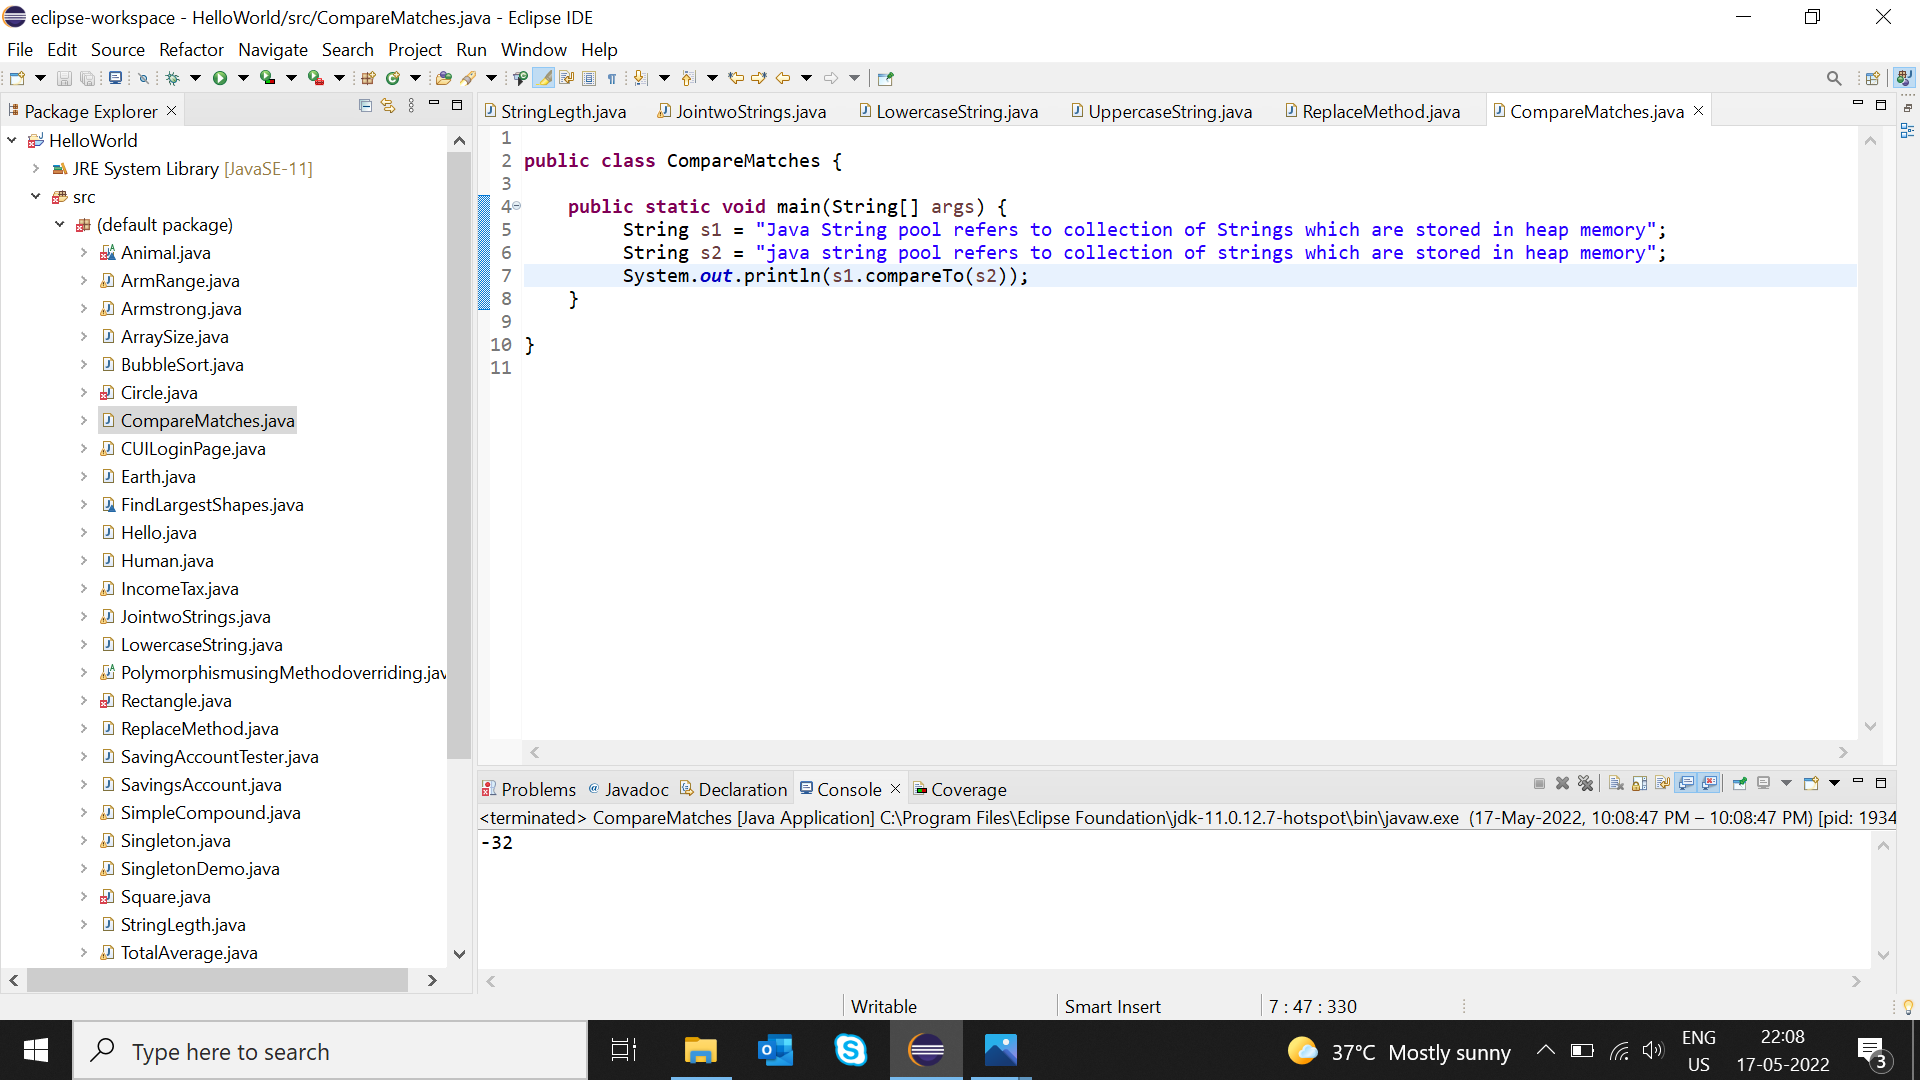 eclipse-workspace - HelloWorld/src/CompareMatches.java - Eclipse IDE
File Edit Source Refactor Navigate Search Project Run Window Help
Package Explorer
HelloWorld
JRE System Library [JavaSE-11]
src
(default package)
Animal.java
ArmRange.java
Armstrong.java
ArraySize.java
BubbleSort.java
Circle.java
CompareMatches.java
CUILoginPage.java
Earth.java
FindLargestShapes.java
Hello.java
Human.java
IncomeTax.java
JointwoStrings.java
LowercaseString.java
PolymorphismusingMethodoverriding.jav
Rectangle.java
ReplaceMethod.java
SavingAccountTester.java
SavingsAccount.java
SimpleCompound.java
Singleton.java
SingletonDemo.java
Square.java
StringLegth.java
TotalAverage.java
StringLegth.java JointwoStrings.java LowercaseString.java UppercaseString.java ReplaceMethod.java CompareMatches.java
1
2 public class CompareMatches {
3
4 public static void main(String[] args) {
5 String s1 = "Java String pool refers to collection of Strings which are stored in heap memory";
6 String s2 = "java string pool refers to collection of strings which are stored in heap memory";
7 System.out.println(s1.compareTo(s2));
8 }
9
10 }
11
Problems @ Javadoc Declaration Console Coverage
<terminated> CompareMatches [Java Application] C:\Program Files\Eclipse Foundation\jdk-11.0.12.7-hotspot\bin\javaw.exe (17-May-2022, 10:08:47 PM – 10:08:47 PM) [pid: 1934
-32
Writable Smart Insert 7 : 47 : 330
Type here to search
37°C Mostly sunny
ENG
US
22:08
17-05-2022
3